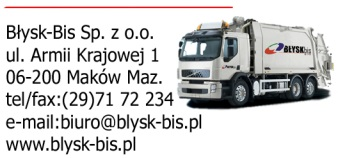 Błysk-Bis Sp. z o.o.
ul. Armii Krajowej 1
06-200 Maków Maz.
tel/fax:(29)71 72 234
e-mail:biuro@blysk-bis.pl
www.blysk-bis.pl
BŁYSKbis